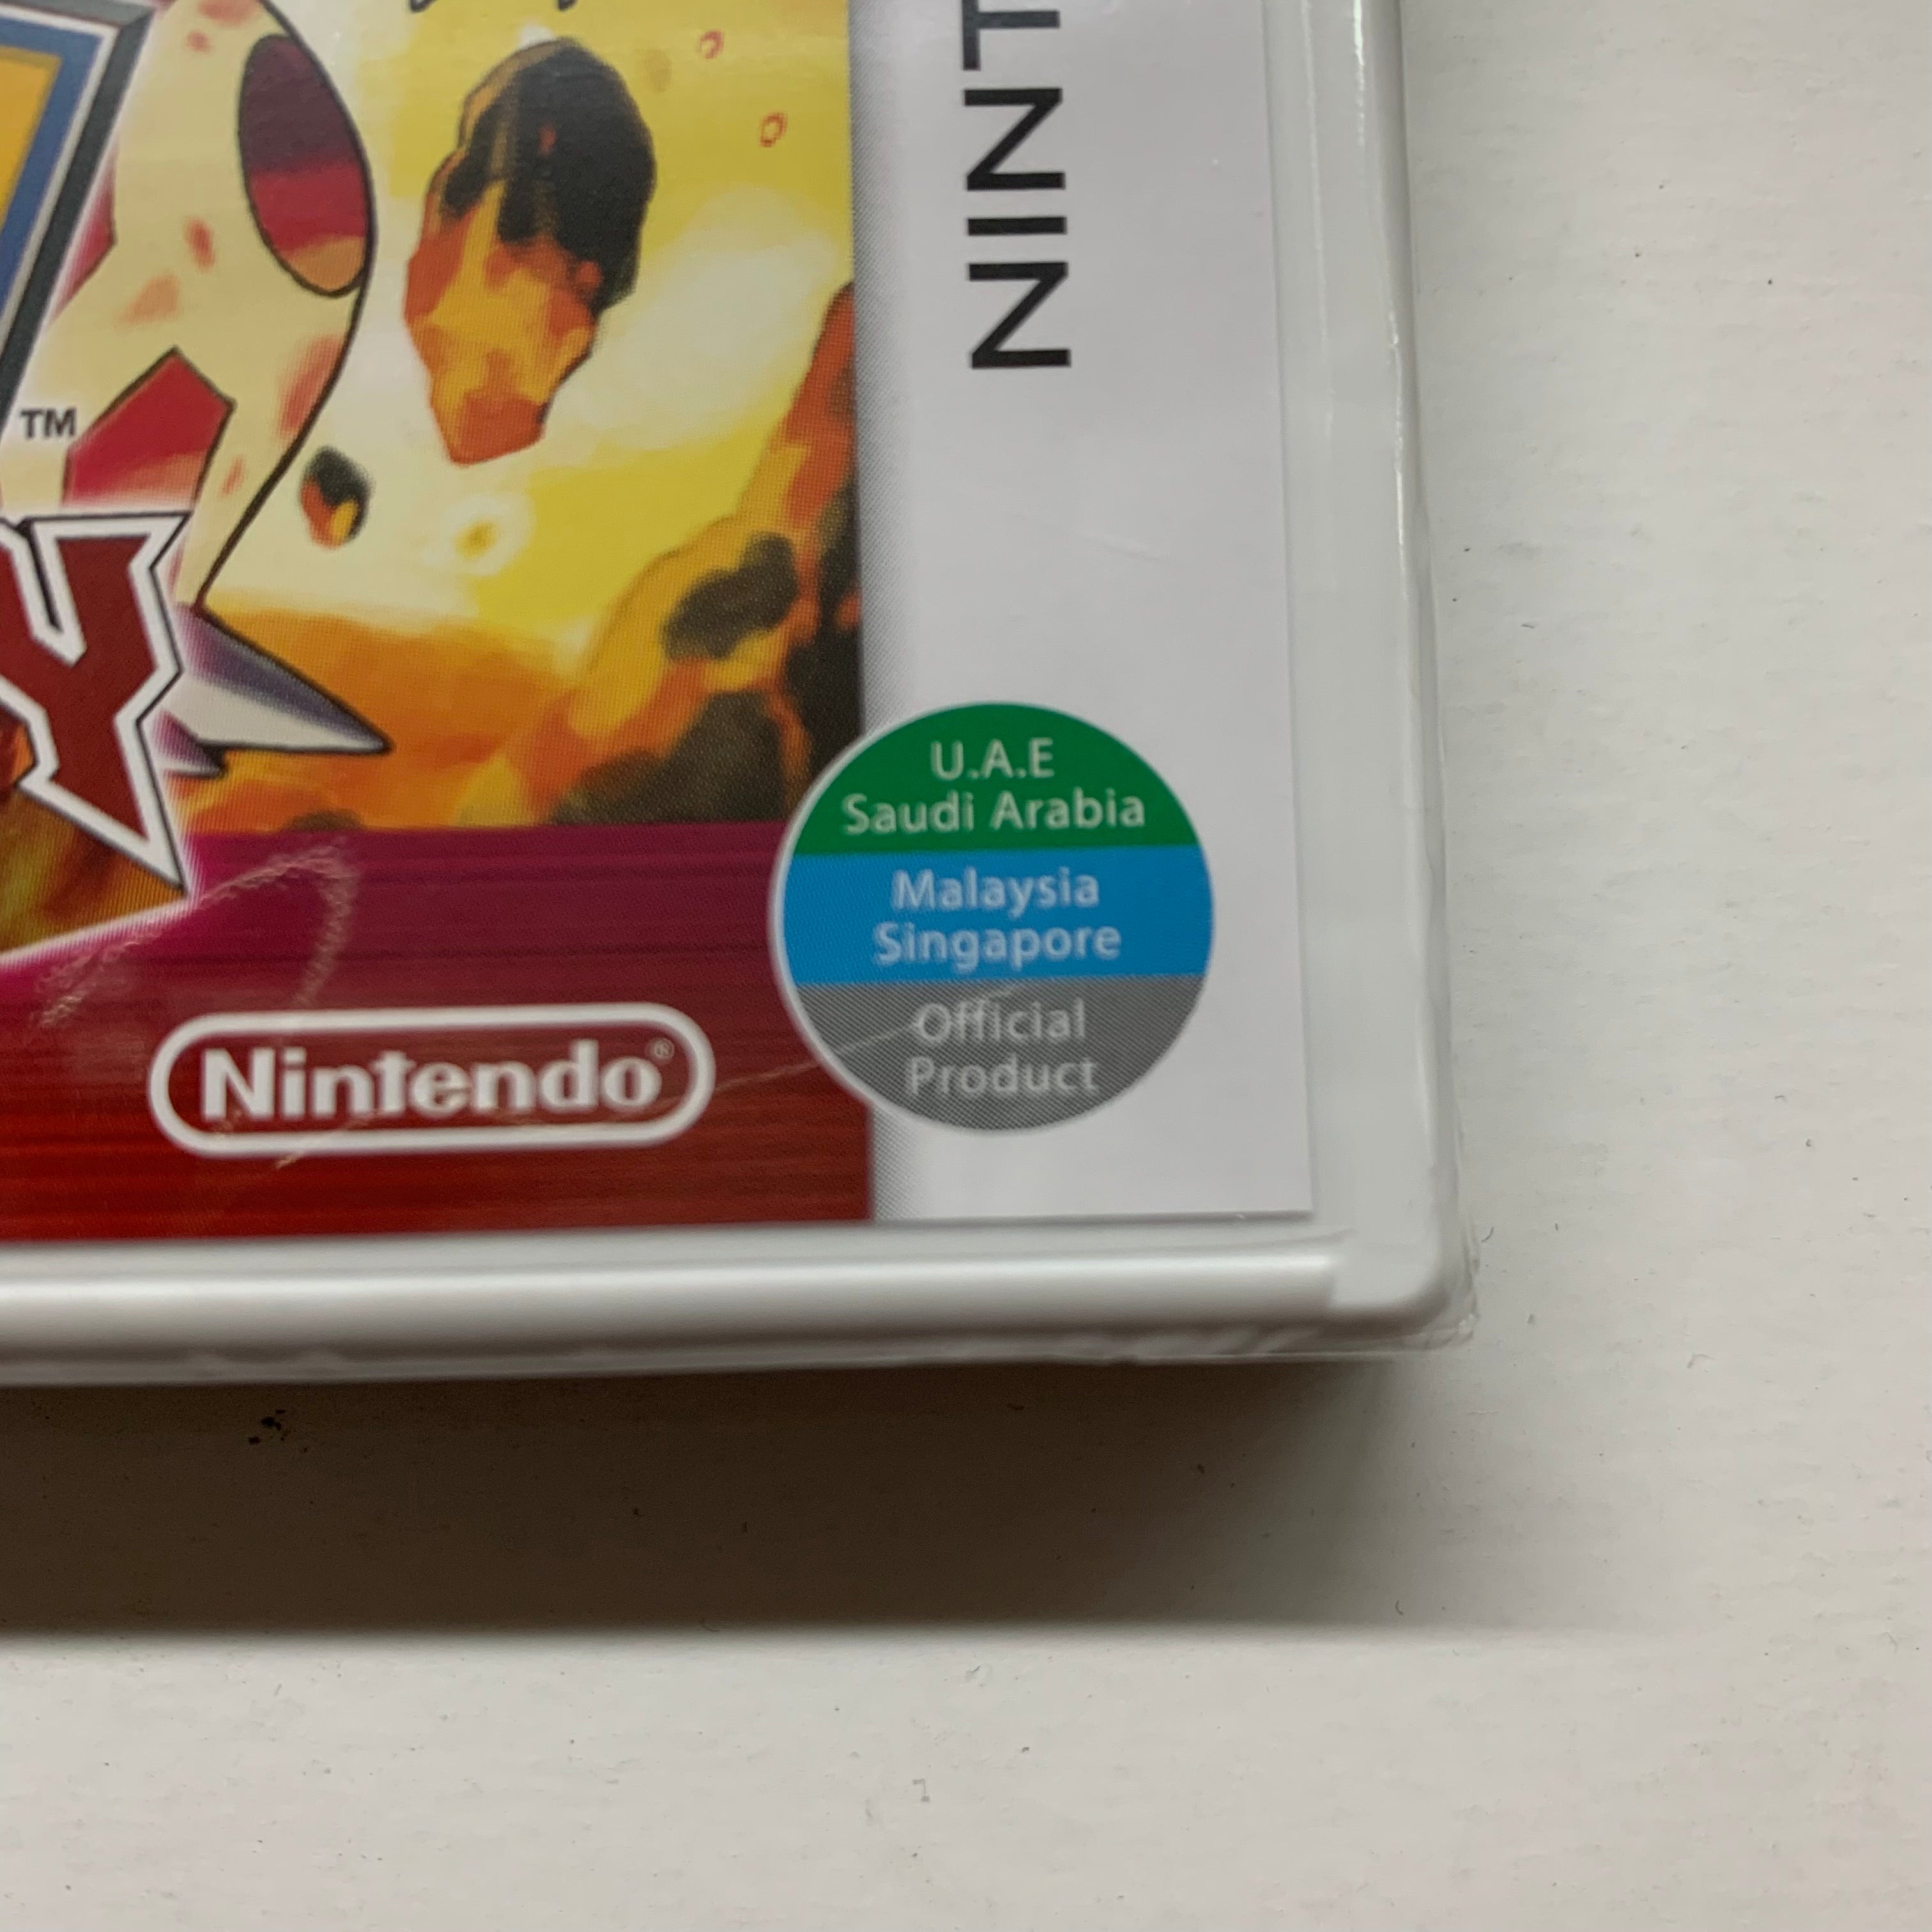 NINT
TM
Y
U.A.E
Saudi Arabia
Malaysia
Singapore
Official
Product
Nintendo®